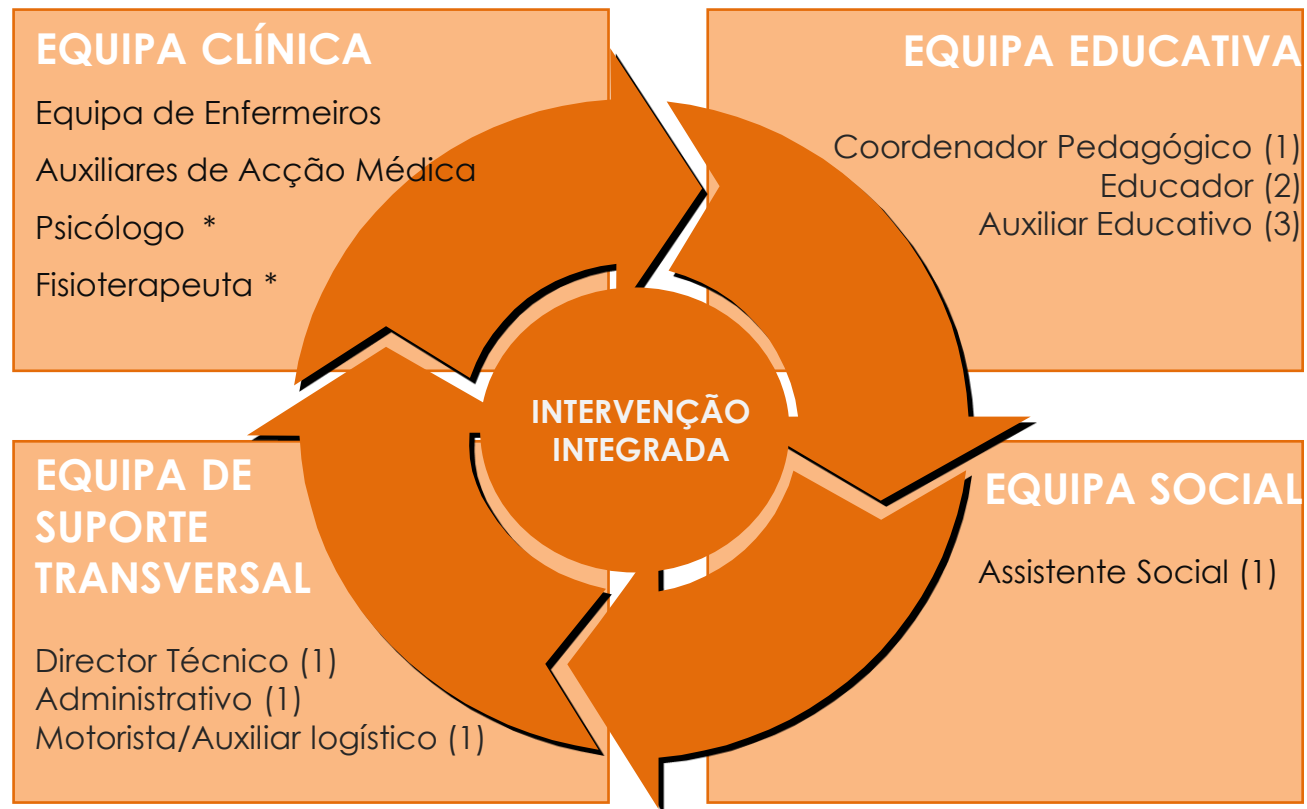 EQUIPA CLÍNICA
Equipa de Enfermeiros
Auxiliares de Acção Médica
Psicólogo *
Fisioterapeuta *
EQUIPA EDUCATIVA
Coordenador Pedagógico (1)
Educador (2)
Auxiliar Educativo (3)
INTERVENÇÃO
INTEGRADA
EQUIPA DE
SUPORTE
TRANSVERSAL
Director Técnico (1)
Administrativo (1)
Motorista/Auxiliar logístico (1)
EQUIPA SOCIAL
Assistente Social (1)